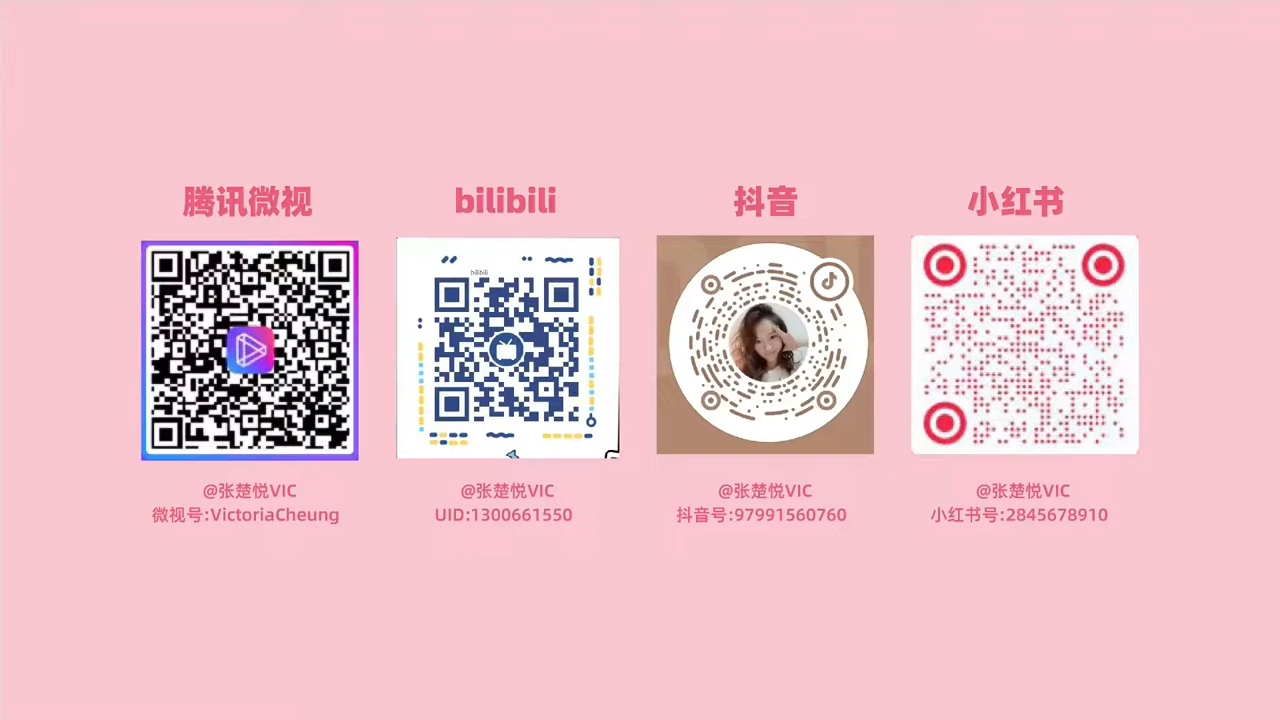 腾讯微视
bilibili
抖音
小红书
bilibili
@张楚悦VIC
@张楚悦VIC
@张楚悦VIC
@张楚悦VIC
微视号:VictoriaCheung
UID:1300661550
抖音号:97991560760
小红书号:2845678910